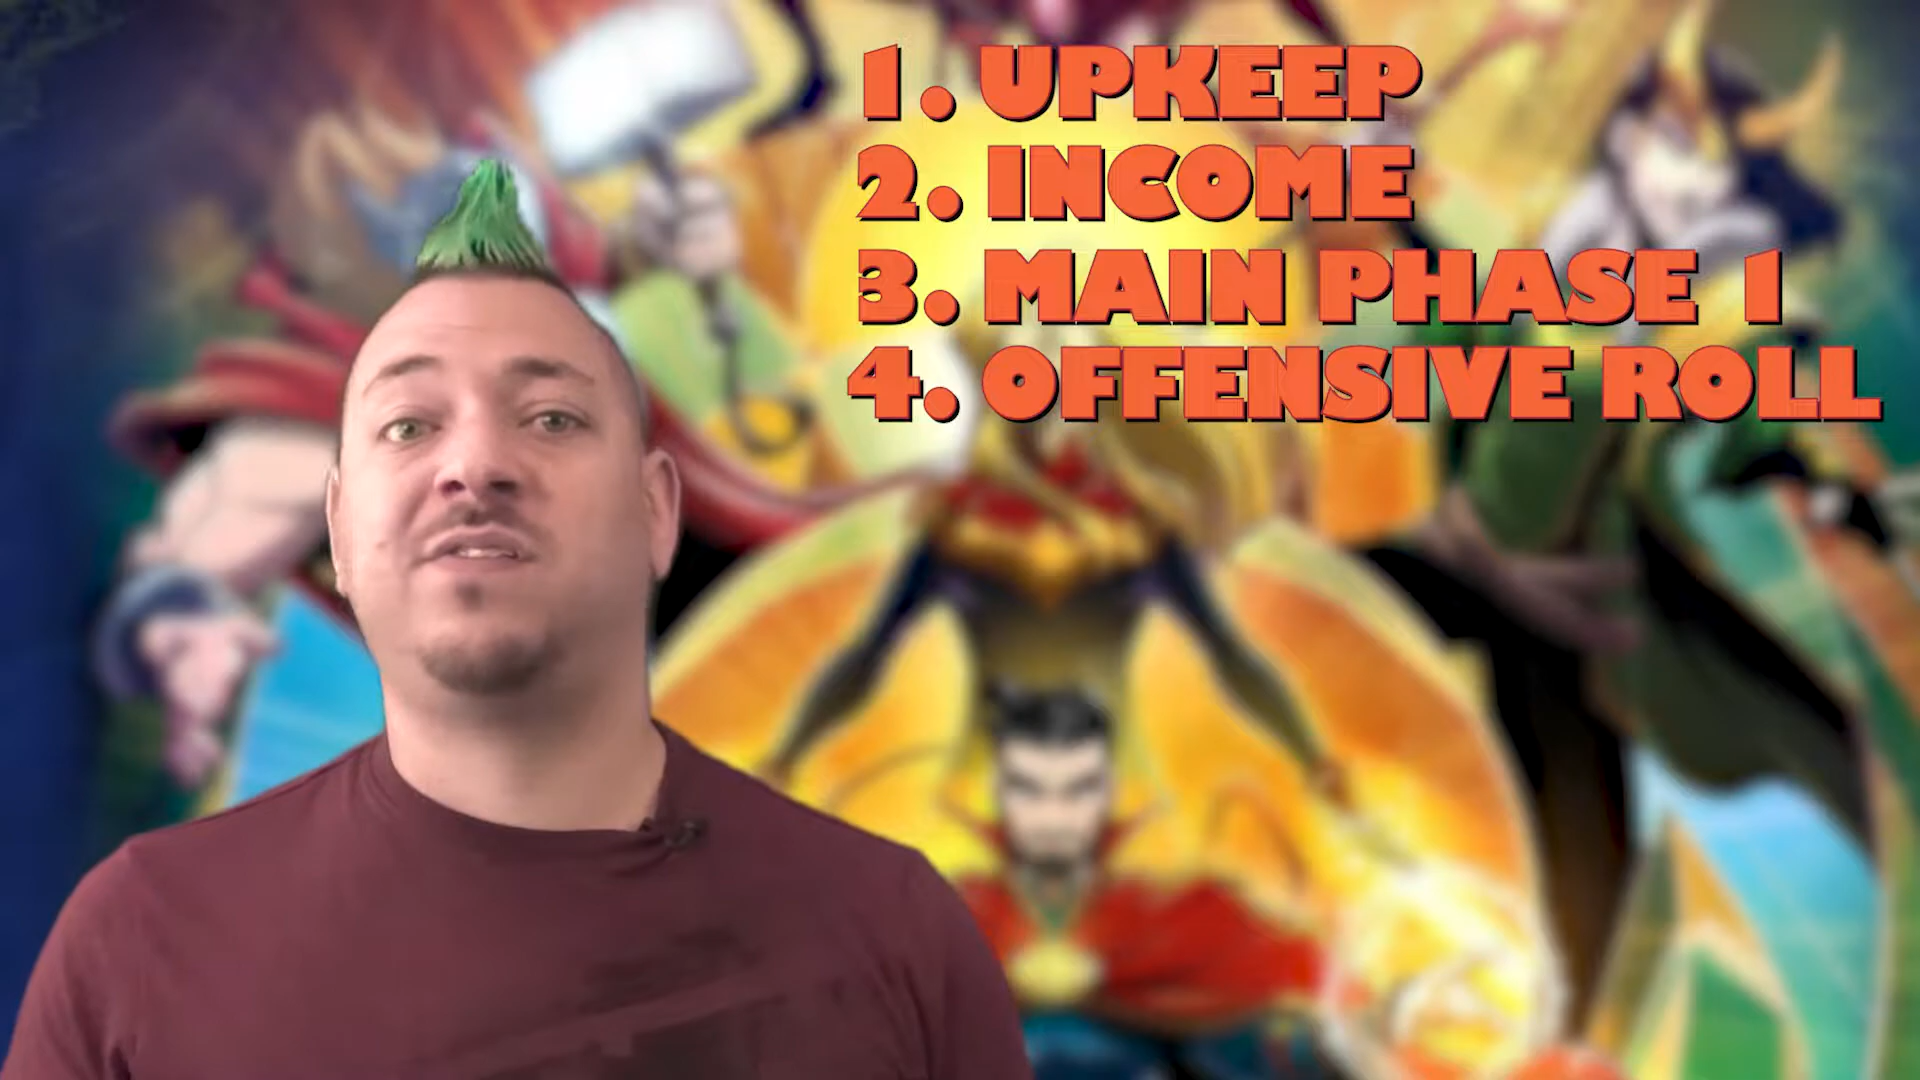 1. UPKEEP
2. INCOME
3. MAIN PHASE 1
4. OFFENSIVE ROLL